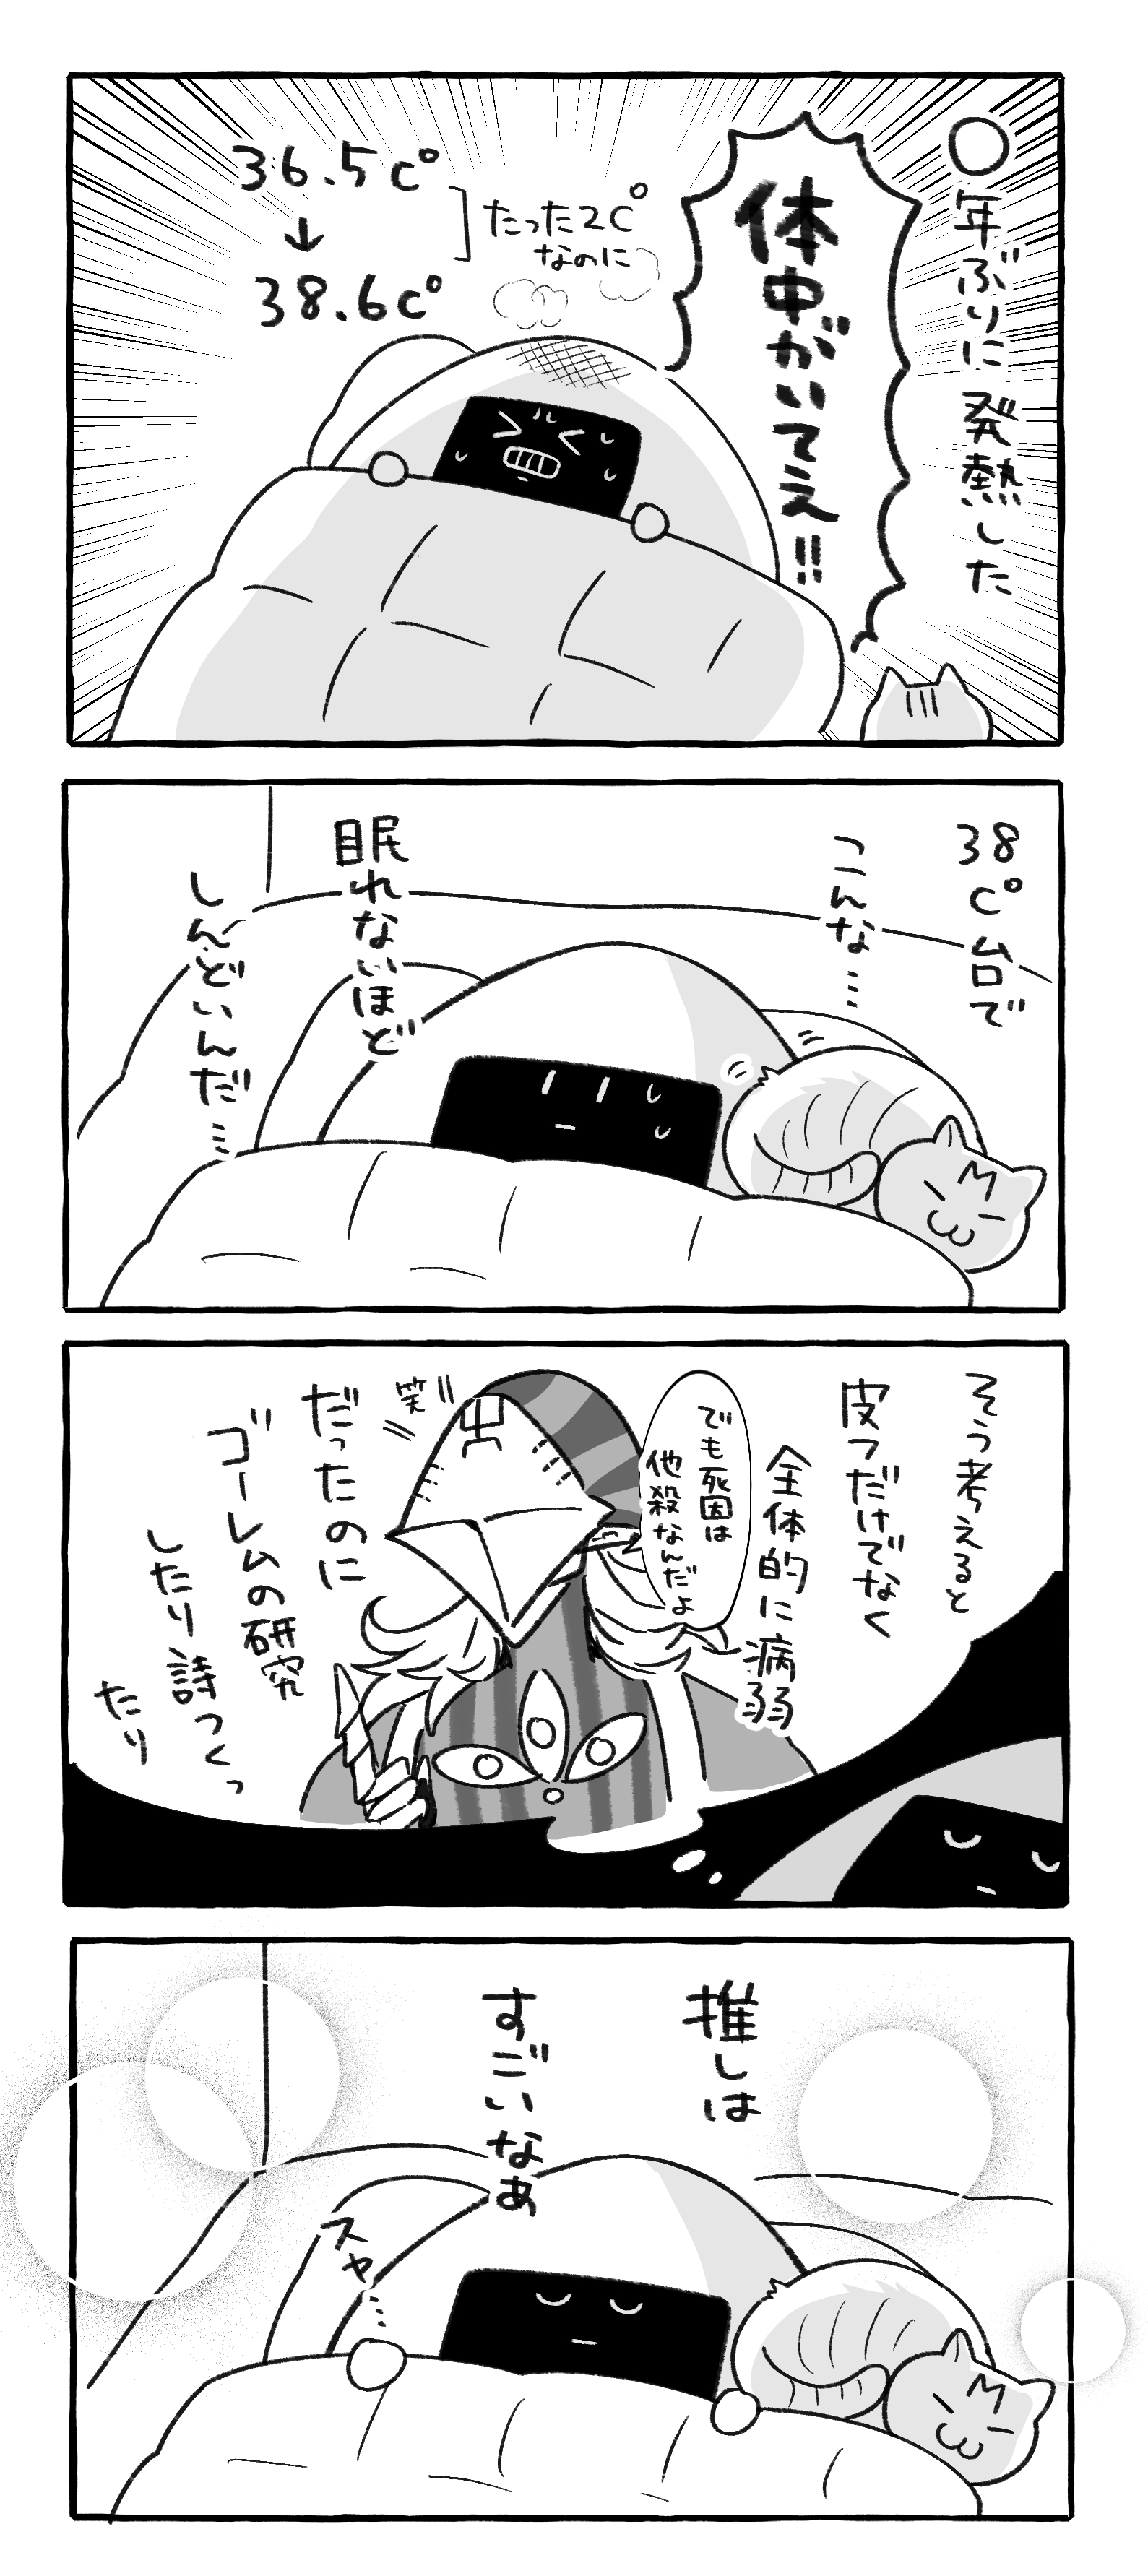 ○年ぶりに発熱した
体中がいてえ!!
36.5C°
↓
38.6C°
たった2C°
なのに
38C°台で
こんな…
眠れないほど
しんどいんだ…
そう考えると
皮フだけでなく
全体的に病弱
でも死因は
他殺なんだよ
笑
だったのに
ゴーレムの研究
したり詩つくっ
たり
推しは
すごいなあ
スヤ…